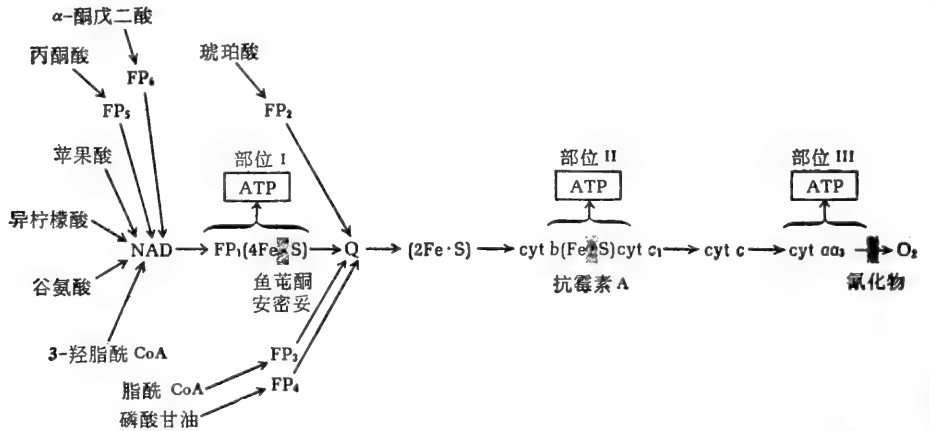 α-酮戊二酸
丙酮酸
琥珀酸
FP₆
FP₅
FP₂
苹果酸
部位 I
部位 II
部位 III
ATP
ATP
ATP
异柠檬酸
NAD
FP₁(4Fe·S)
Q
(2Fe·S)
cyt b(Fe·S)cyt c₁
cyt c
cyt aa₃
O₂
谷氨酸
鱼芚酮
安密妥
抗霉素 A
氰化物
3-羟脂酰 CoA
FP₃
脂酰 CoA
FP₄
磷酸甘油